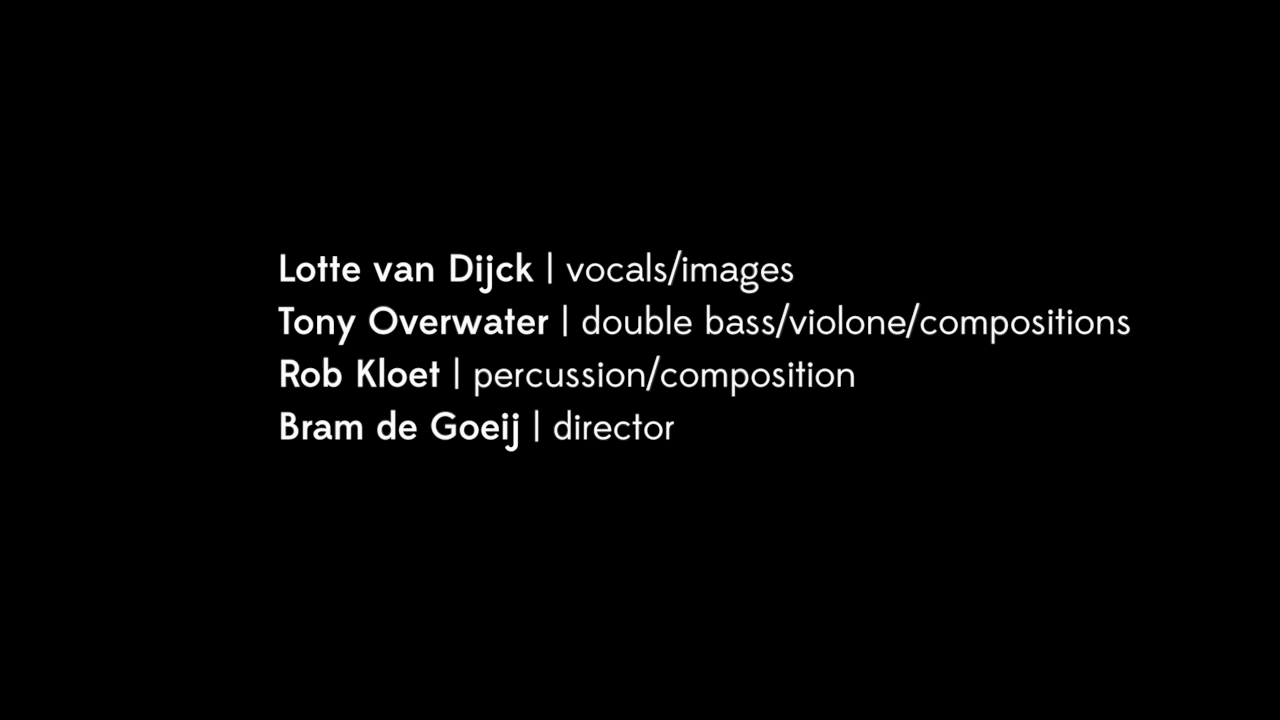 Lotte van Dijck | vocals/images
Tony Overwater | double bass/violone/compositions
Rob Kloet | percussion/composition
Bram de Goeij | director